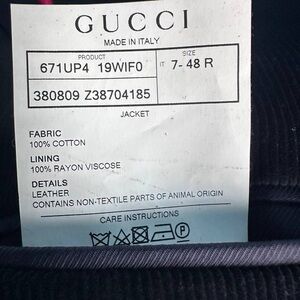 GUCCI
MADE IN ITALY
PRODUCT SIZE
671UP4 19WIF0 IT 7- 48 R
380809 Z38704185
JACKET
FABRIC
100% COTTON
LINING
100% RAYON VISCOSE
DETAILS
LEATHER
CONTAINS NON-TEXTILE PARTS OF ANIMAL ORIGIN
CARE INSTRUCTIONS
P